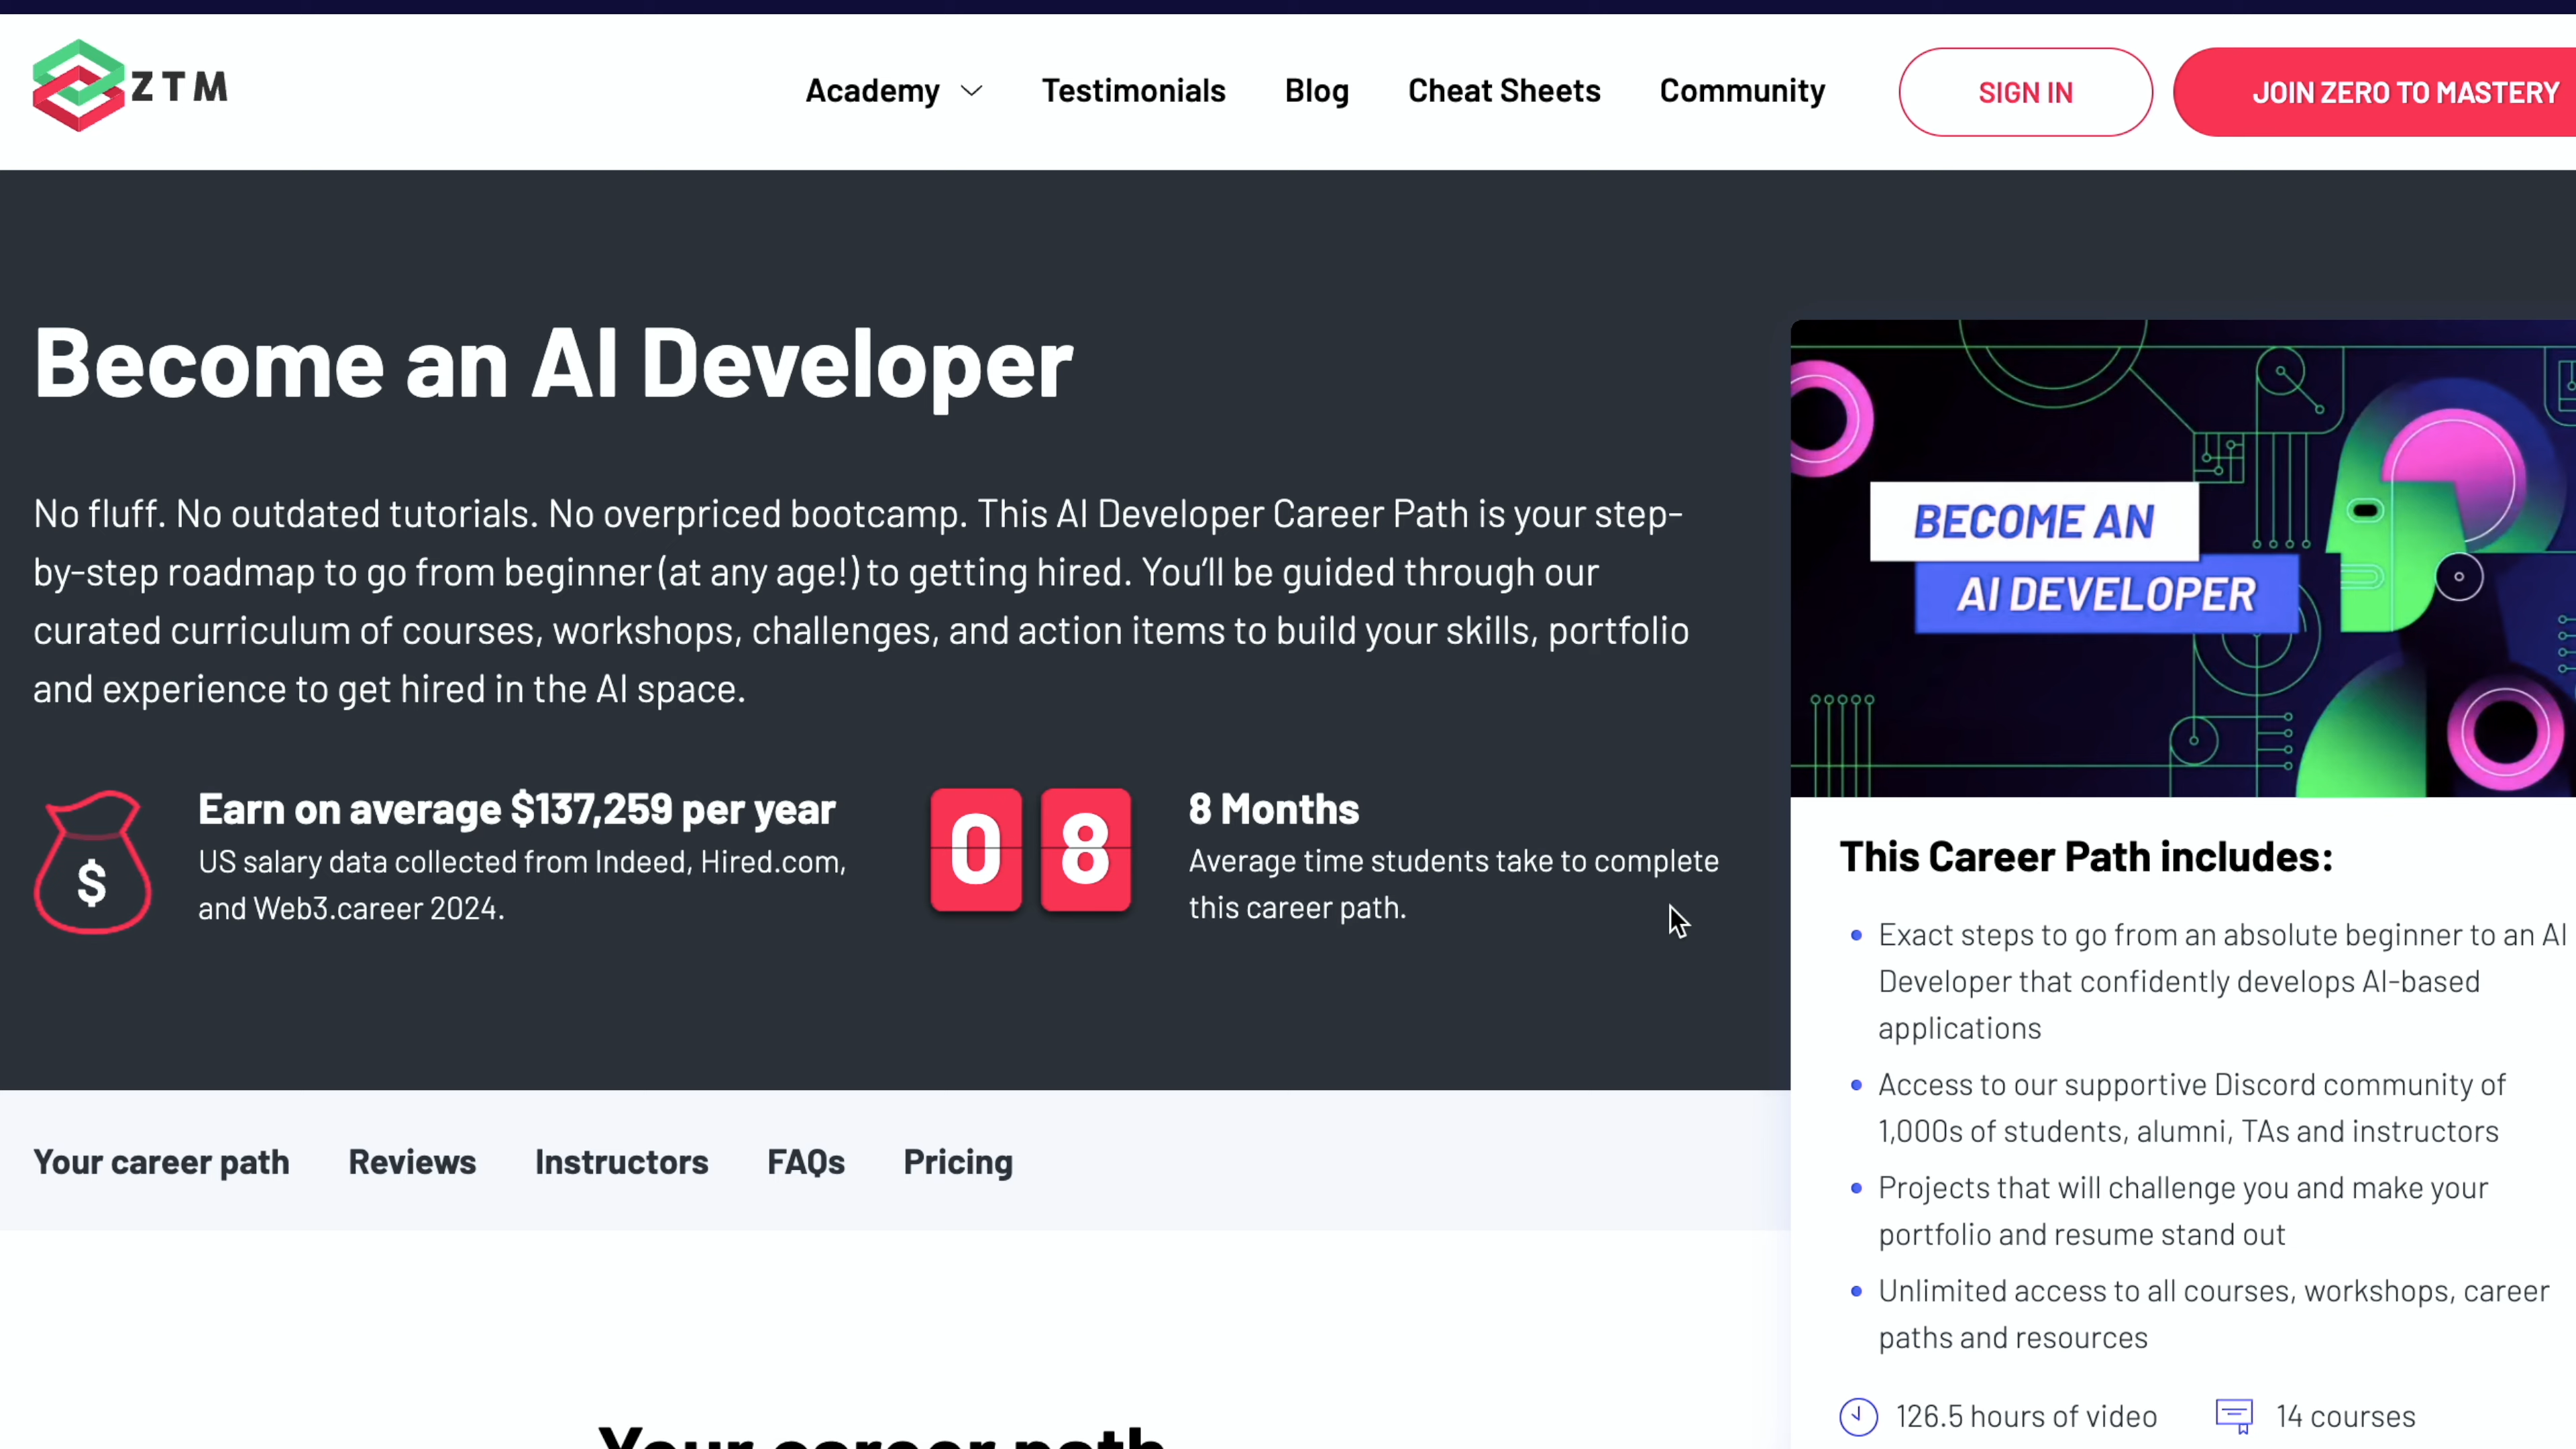 ZTM
Academy
Testimonials
Blog
Cheat Sheets
Community
SIGN IN
JOIN ZERO TO MASTERY
Become an AI Developer
No fluff. No outdated tutorials. No overpriced bootcamp. This AI Developer Career Path is your step-
by-step roadmap to go from beginner (at any age!) to getting hired. You'll be guided through our
curated curriculum of courses, workshops, challenges, and action items to build your skills, portfolio
and experience to get hired in the AI space.
$
Earn on average $137,259 per year
US salary data collected from Indeed, Hired.com,
and Web3.career 2024.
08
8 Months
Average time students take to complete
this career path.
BECOME AN
AI DEVELOPER
This Career Path includes:
Exact steps to go from an absolute beginner to an AI
Developer that confidently develops AI-based
applications
Access to our supportive Discord community of
1,000s of students, alumni, TAs and instructors
Projects that will challenge you and make your
portfolio and resume stand out
Unlimited access to all courses, workshops, career
paths and resources
126.5 hours of video
14 courses
Your career path
Reviews
Instructors
FAQs
Pricing
Your career path